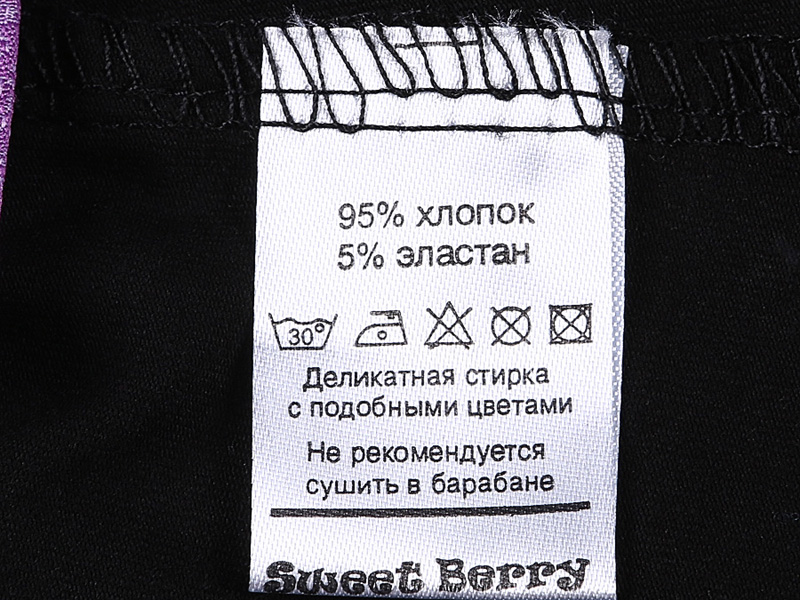 95% хлопок
5% эластан
30°
Деликатная стирка
с подобными цветами
Не рекомендуется
сушить в барабане
Sweet Berry